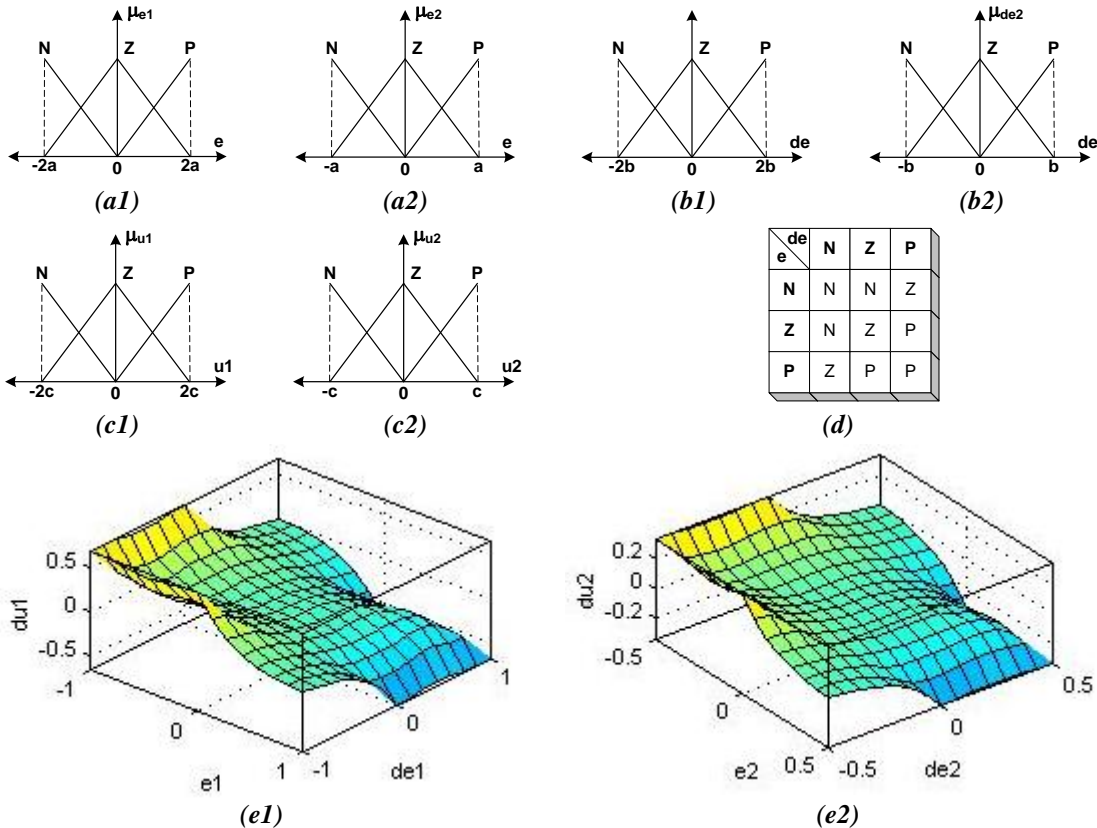 μe1
N Z P
e
-2a 0 2a
(a1)
μe2
N Z P
e
-a 0 a
(a2)
N Z P
de
-2b 0 2b
(b1)
μde2
N Z P
de
-b 0 b
(b2)
μu1
N Z P
u1
-2c 0 2c
(c1)
μu2
N Z P
u2
-c 0 c
(c2)
de
e N Z P
N N N Z
Z N Z P
P Z P P
(d)
0.5
0
-0.5
du1
-1
0
1
e1
-1
0
1
de1
(e1)
0.2
0
-0.2
du2
-0.5
0
0.5
e2
-0.5
0
0.5
de2
(e2)